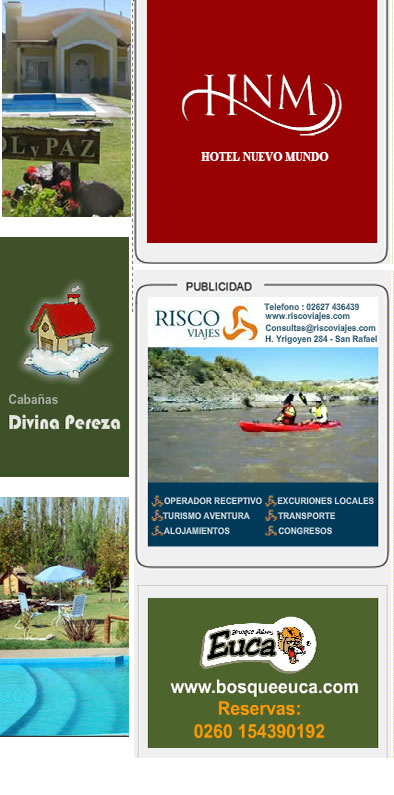 OL Y PAZ
Cabañas
Divina Pereza
HNM
HOTEL NUEVO MUNDO
PUBLICIDAD
RISCO
VIAJES
Telefono : 02627 436439
www.riscoviajes.com
Consultas@riscoviajes.com
H. Yrigoyen 284 - San Rafael
OPERADOR RECEPTIVO
EXCURIONES LOCALES
TURISMO AVENTURA
TRANSPORTE
ALOJAMIENTOS
CONGRESOS
Euca
www.bosqueeuca.com
Reservas:
0260 154390192